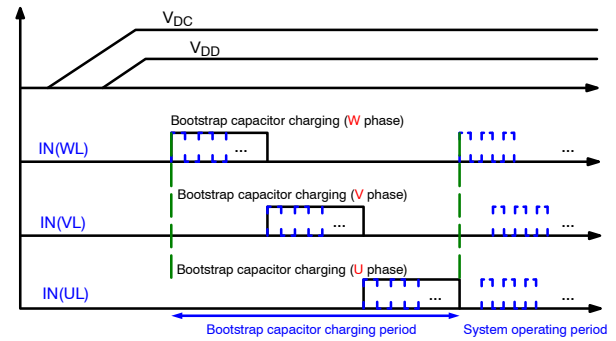 VDC
VDD
Bootstrap capacitor charging (W phase)
IN(WL)
...
...
Bootstrap capacitor charging (V phase)
IN(VL)
...
...
Bootstrap capacitor charging (U phase)
IN(UL)
...
...
Bootstrap capacitor charging period
System operating period